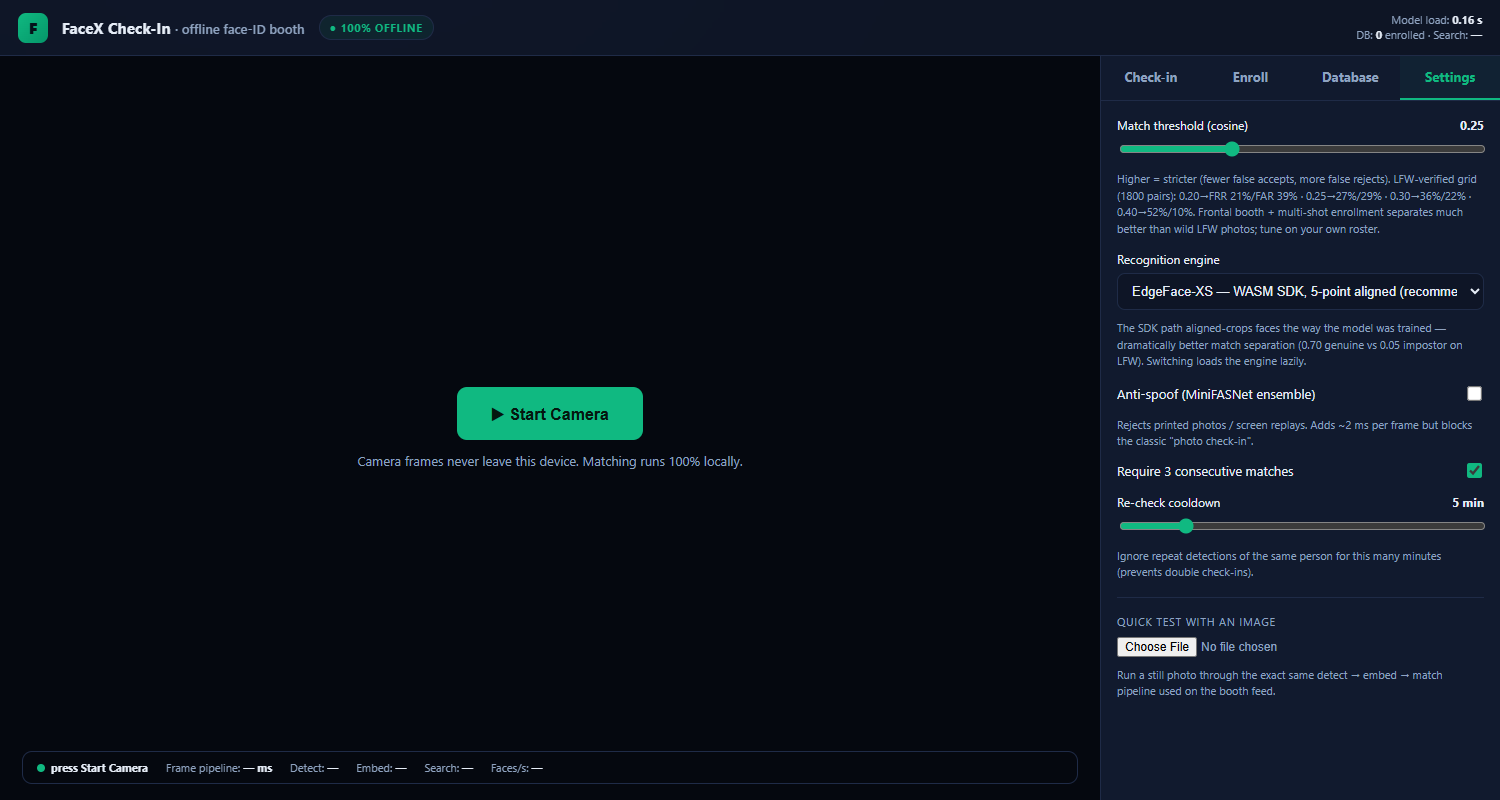 F
FaceX Check-In · offline face-ID booth
● 100% OFFLINE
Model load: 0.16 s
DB: 0 enrolled · Search: —
Check-in Enroll Database Settings
Match threshold (cosine) 0.25
Higher = stricter (fewer false accepts, more false rejects). LFW-verified grid
(1800 pairs): 0.20→FRR 21%/FAR 39% · 0.25→27%/29% · 0.30→36%/22% ·
0.40→52%/10%. Frontal booth + multi-shot enrollment separates much
better than wild LFW photos; tune on your own roster.
Recognition engine
EdgeFace-XS — WASM SDK, 5-point aligned (recomme
The SDK path aligned-crops faces the way the model was trained —
dramatically better match separation (0.70 genuine vs 0.05 impostor on
LFW). Switching loads the engine lazily.
Anti-spoof (MiniFASNet ensemble)
Rejects printed photos / screen replays. Adds ~2 ms per frame but blocks
the classic "photo check-in".
Require 3 consecutive matches
Re-check cooldown 5 min
Ignore repeat detections of the same person for this many minutes
(prevents double check-ins).
QUICK TEST WITH AN IMAGE
Choose File No file chosen
Run a still photo through the exact same detect → embed → match
pipeline used on the booth feed.
▶ Start Camera
Camera frames never leave this device. Matching runs 100% locally.
press Start Camera Frame pipeline: — ms Detect: — Embed: — Search: — Faces/s: —